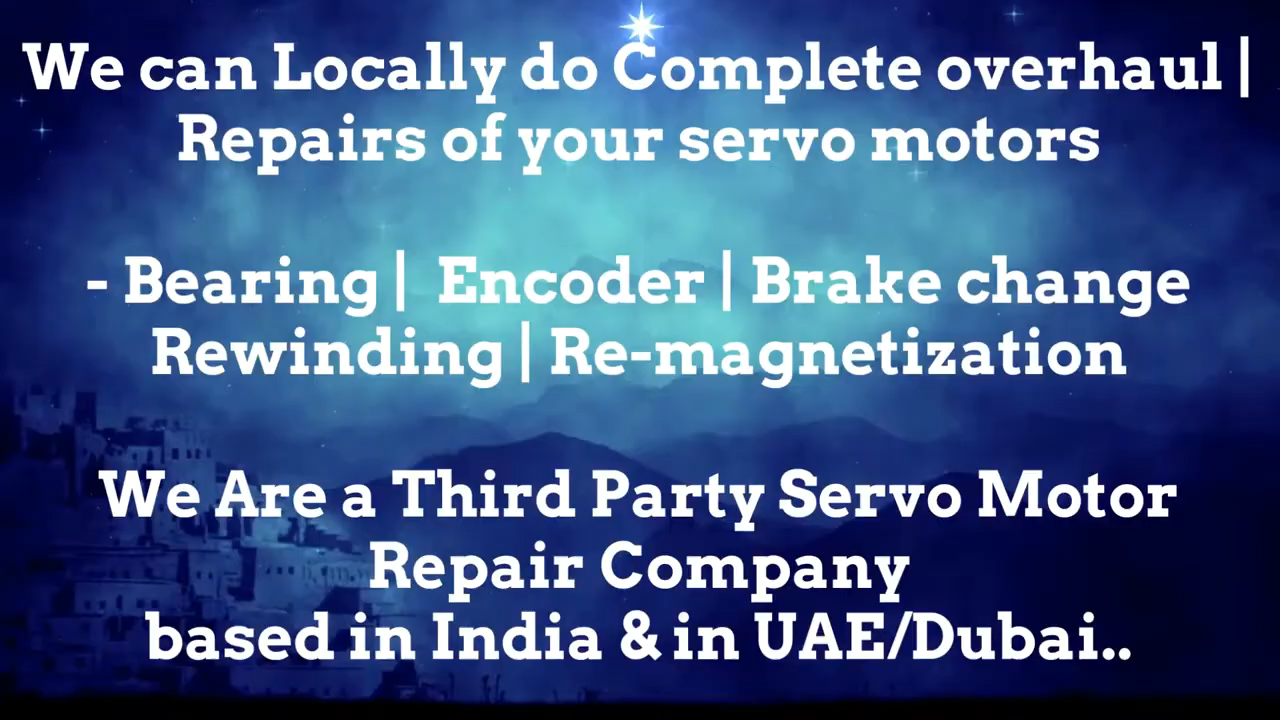 We can Locally do Complete overhaul |
Repairs of your servo motors
- Bearing | Encoder | Brake change
Rewinding | Re-magnetization
We Are a Third Party Servo Motor
Repair Company
based in India & in UAE/Dubai..